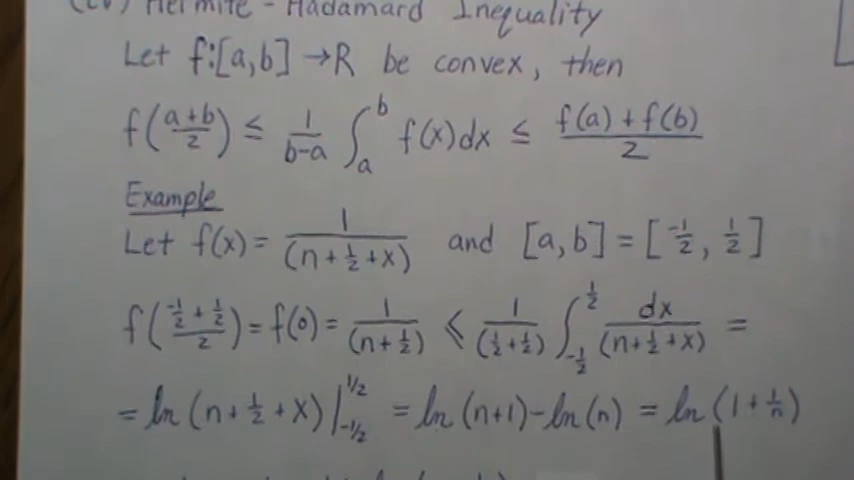 Hermite - Hadamard Inequality
Let f:[a,b] → R be convex, then
f((a+b)/2) ≤ 1/(b-a) ∫_a^b f(x)dx ≤ (f(a)+f(b))/2
Example
Let f(x) = 1/(n+1/2+x) and [a,b] = [-1/2, 1/2]
f((-1/2+1/2)/2) = f(0) = 1/(n+1/2) ≤ 1/(1/2+1/2) ∫_{-1/2}^{1/2} dx/(n+1/2+x) =
= ln(n+1/2+x)|_{-1/2}^{1/2} = ln(n+1)-ln(n) = ln(1+1/n)